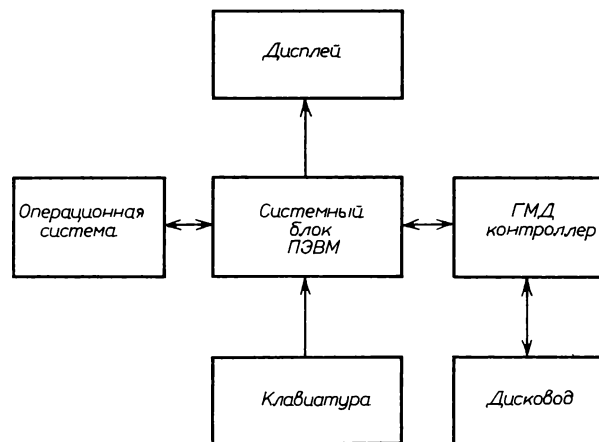 Дисплей
Операционная
система
Системный
блок
ПЭВМ
ГМД
контроллер
Клавиатура
Дисковод